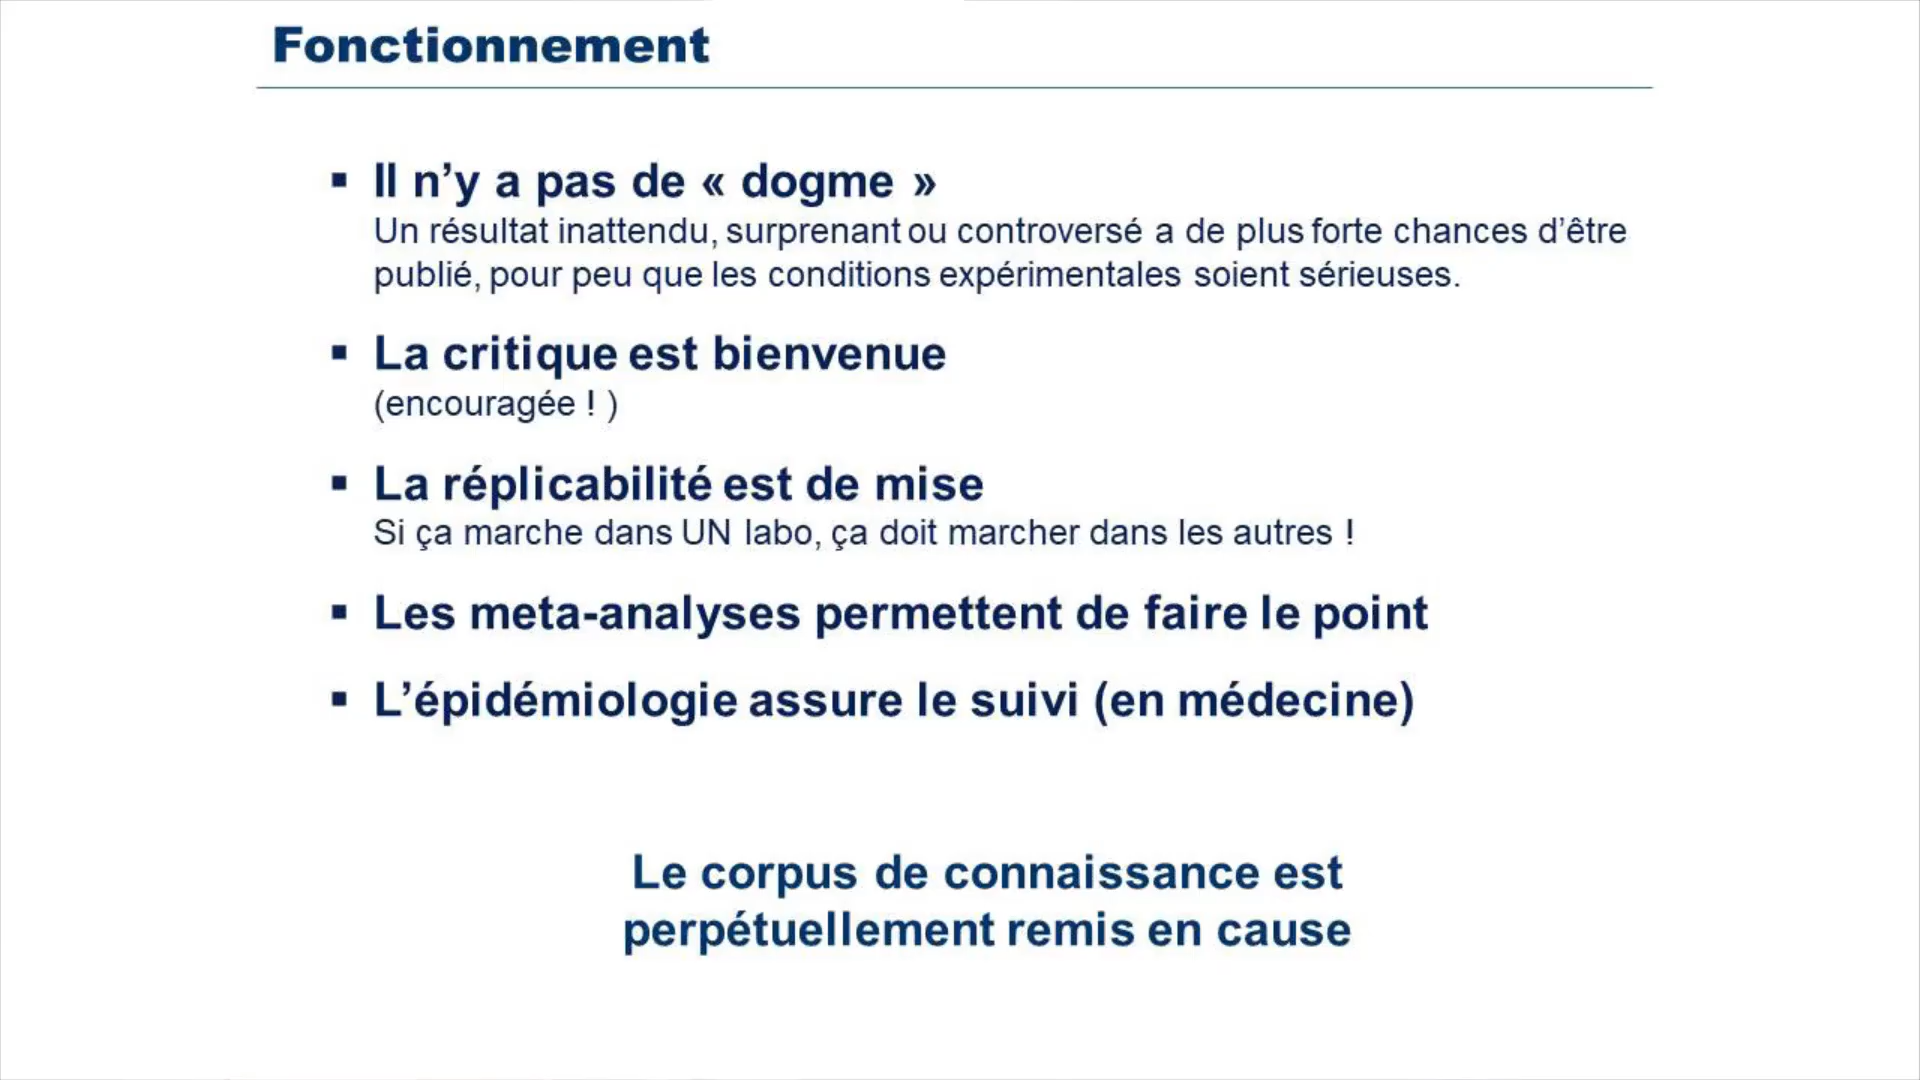 Fonctionnement
▪ Il n’y a pas de « dogme »
Un résultat inattendu, surprenant ou controversé a de plus forte chances d’être
publié, pour peu que les conditions expérimentales soient sérieuses.
▪ La critique est bienvenue
(encouragée ! )
▪ La réplicabilité est de mise
Si ça marche dans UN labo, ça doit marcher dans les autres !
▪ Les meta-analyses permettent de faire le point
▪ L’épidémiologie assure le suivi (en médecine)
Le corpus de connaissance est
perpétuellement remis en cause